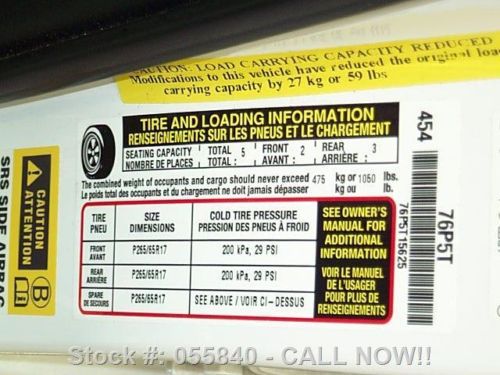 CAUTION: LOAD CARRYING CAPACITY REDUCED
Modifications to this vehicle have reduced the original load
carrying capacity by 27 kg or 59 lbs
TIRE AND LOADING INFORMATION
RENSEIGNEMENTS SUR LES PNEUS ET LE CHARGEMENT
SEATING CAPACITY TOTAL 5 FRONT 2 REAR 3
NOMBRE DE PLACES : TOTAL : AVANT : ARRIÈRE :
The combined weight of occupants and cargo should never exceed 475 kg or 1050 lbs.
Le poids total des occupants et du chargement ne doit jamais dépasser kg ou lb.
TIRE
PNEU
SIZE
DIMENSIONS
COLD TIRE PRESSURE
PRESSION DES PNEUS À FROID
FRONT
AVANT
P265/65R17
200 kPa, 29 PSI
REAR
ARRIÈRE
P265/65R17
200 kPa, 29 PSI
SPARE
DE SECOURS
P265/65R17
SEE ABOVE / VOIR CI-DESSUS
SEE OWNER'S
MANUAL FOR
ADDITIONAL
INFORMATION
VOIR LE MANUEL
DE L'USAGER
POUR PLUS DE
RENSEIGNEMENTS
454
76P5T15625
76P5T
CAUTION
ATTENTION
B
SRS SIDE AIRBAG
Stock #: 055840 - CALL NOW!!